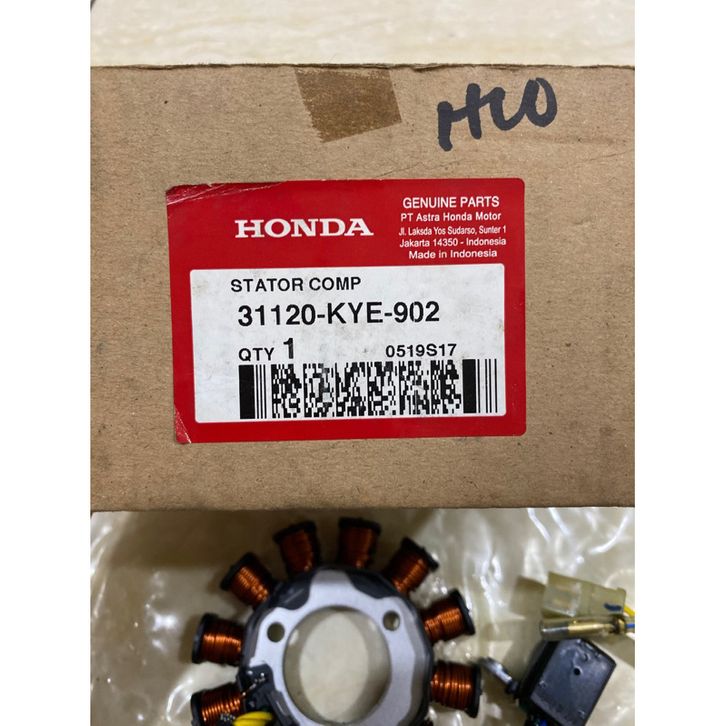 HONDA
GENUINE PARTS
PT Astra Honda Motor
Jl. Laksda Yos Sudarso, Sunter 1
Jakarta 14350 - Indonesia
Made in Indonesia
STATOR COMP
31120-KYE-902
QTY 1 0519S17